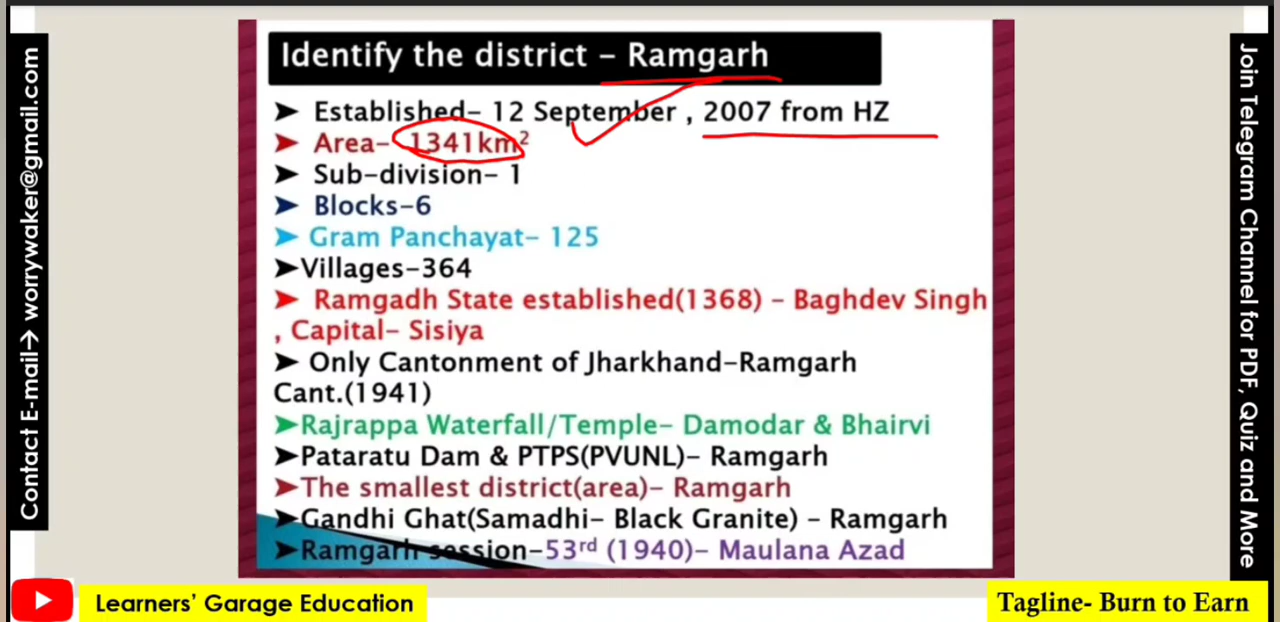 Contact E-mail→ worrywaker@gmail.com
Identify the district – Ramgarh
➤ Established– 12 September , 2007 from HZ
➤ Area– 1341km²
➤ Sub-division– 1
➤ Blocks–6
➤ Gram Panchayat– 125
➤Villages–364
➤ Ramgadh State established(1368) – Baghdev Singh
, Capital– Sisiya
➤ Only Cantonment of Jharkhand–Ramgarh
Cant.(1941)
➤Rajrappa Waterfall/Temple– Damodar & Bhairvi
➤Pataratu Dam & PTPS(PVUNL)– Ramgarh
➤The smallest district(area)– Ramgarh
➤Gandhi Ghat(Samadhi– Black Granite) – Ramgarh
➤Ramgarh session–53rd (1940)– Maulana Azad
Join Telegram Channel for PDF, Quiz and More
Learners’ Garage Education
Tagline- Burn to Earn